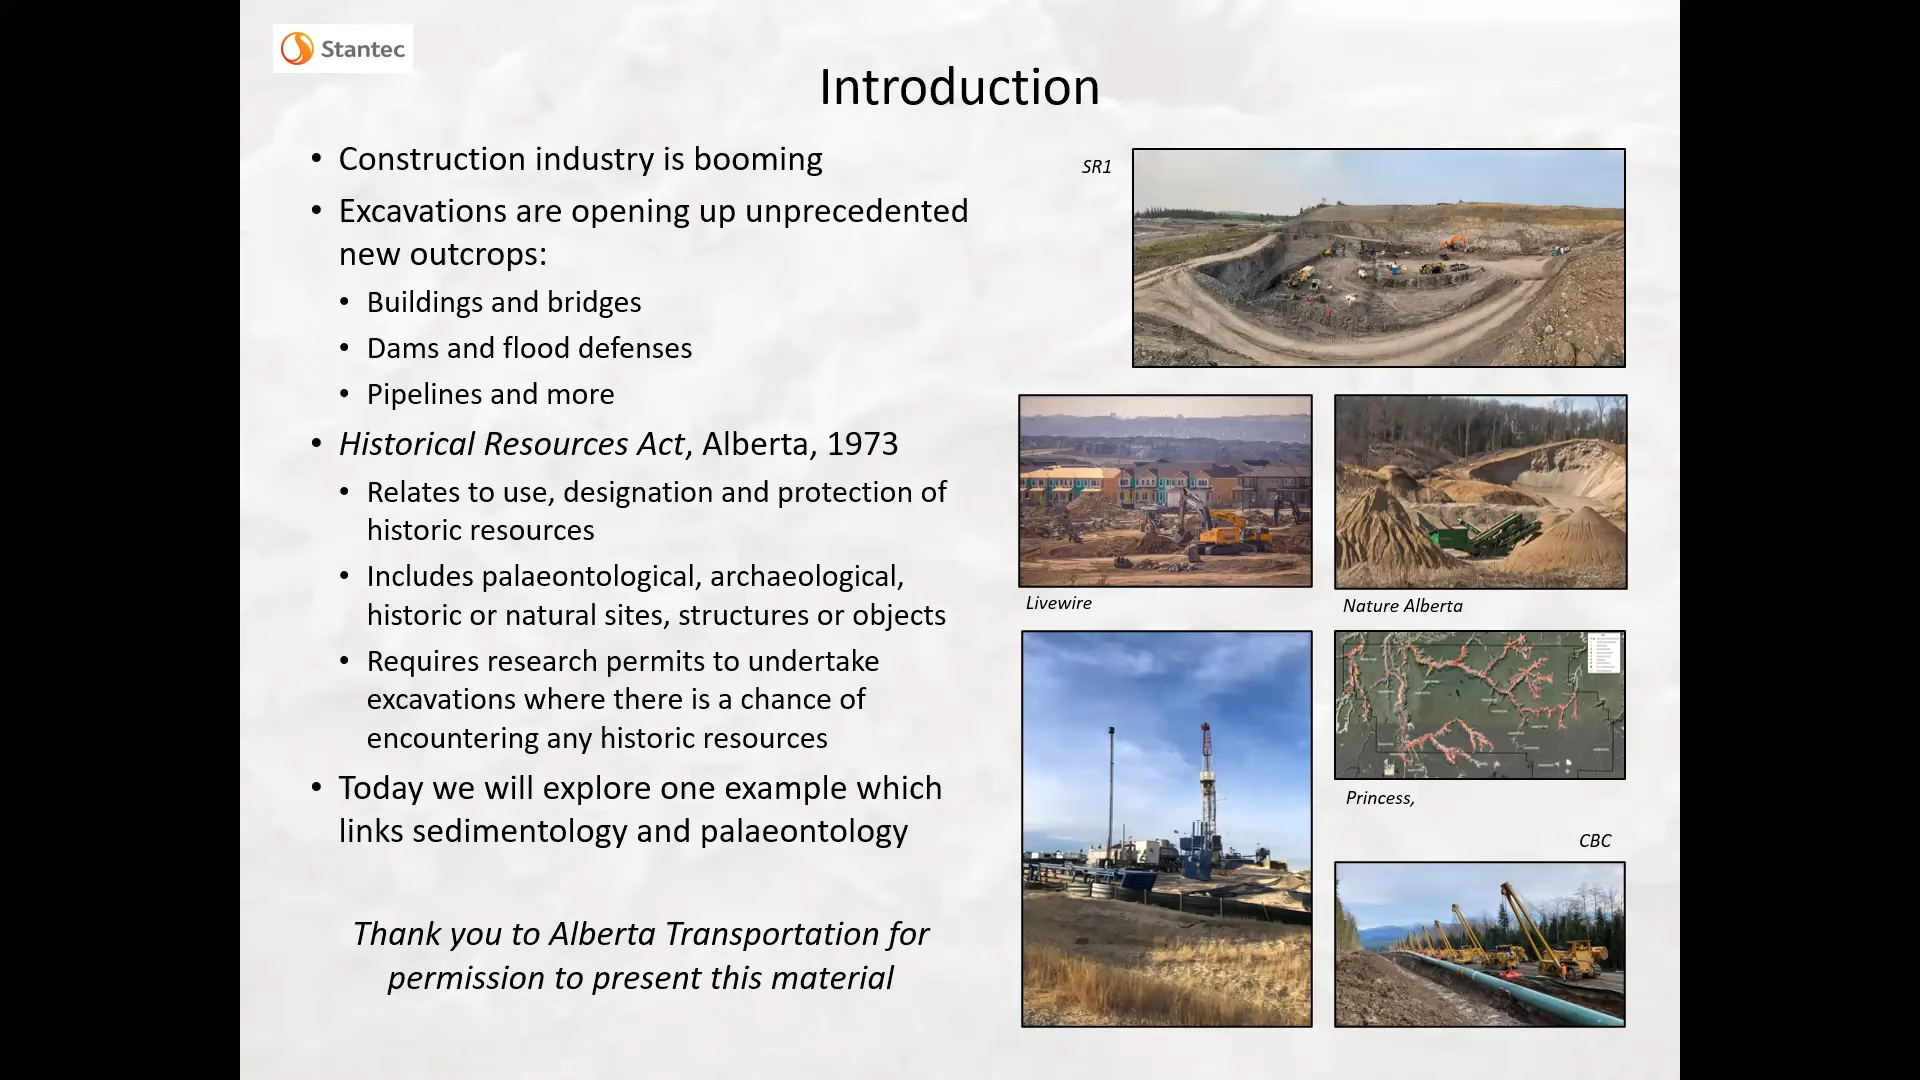 Stantec
Introduction
• Construction industry is booming
• Excavations are opening up unprecedented
new outcrops:
• Buildings and bridges
• Dams and flood defenses
• Pipelines and more
• Historical Resources Act, Alberta, 1973
• Relates to use, designation and protection of
historic resources
• Includes palaeontological, archaeological,
historic or natural sites, structures or objects
• Requires research permits to undertake
excavations where there is a chance of
encountering any historic resources
• Today we will explore one example which
links sedimentology and palaeontology
Thank you to Alberta Transportation for
permission to present this material
SR1
Livewire
Nature Alberta
Princess,
CBC